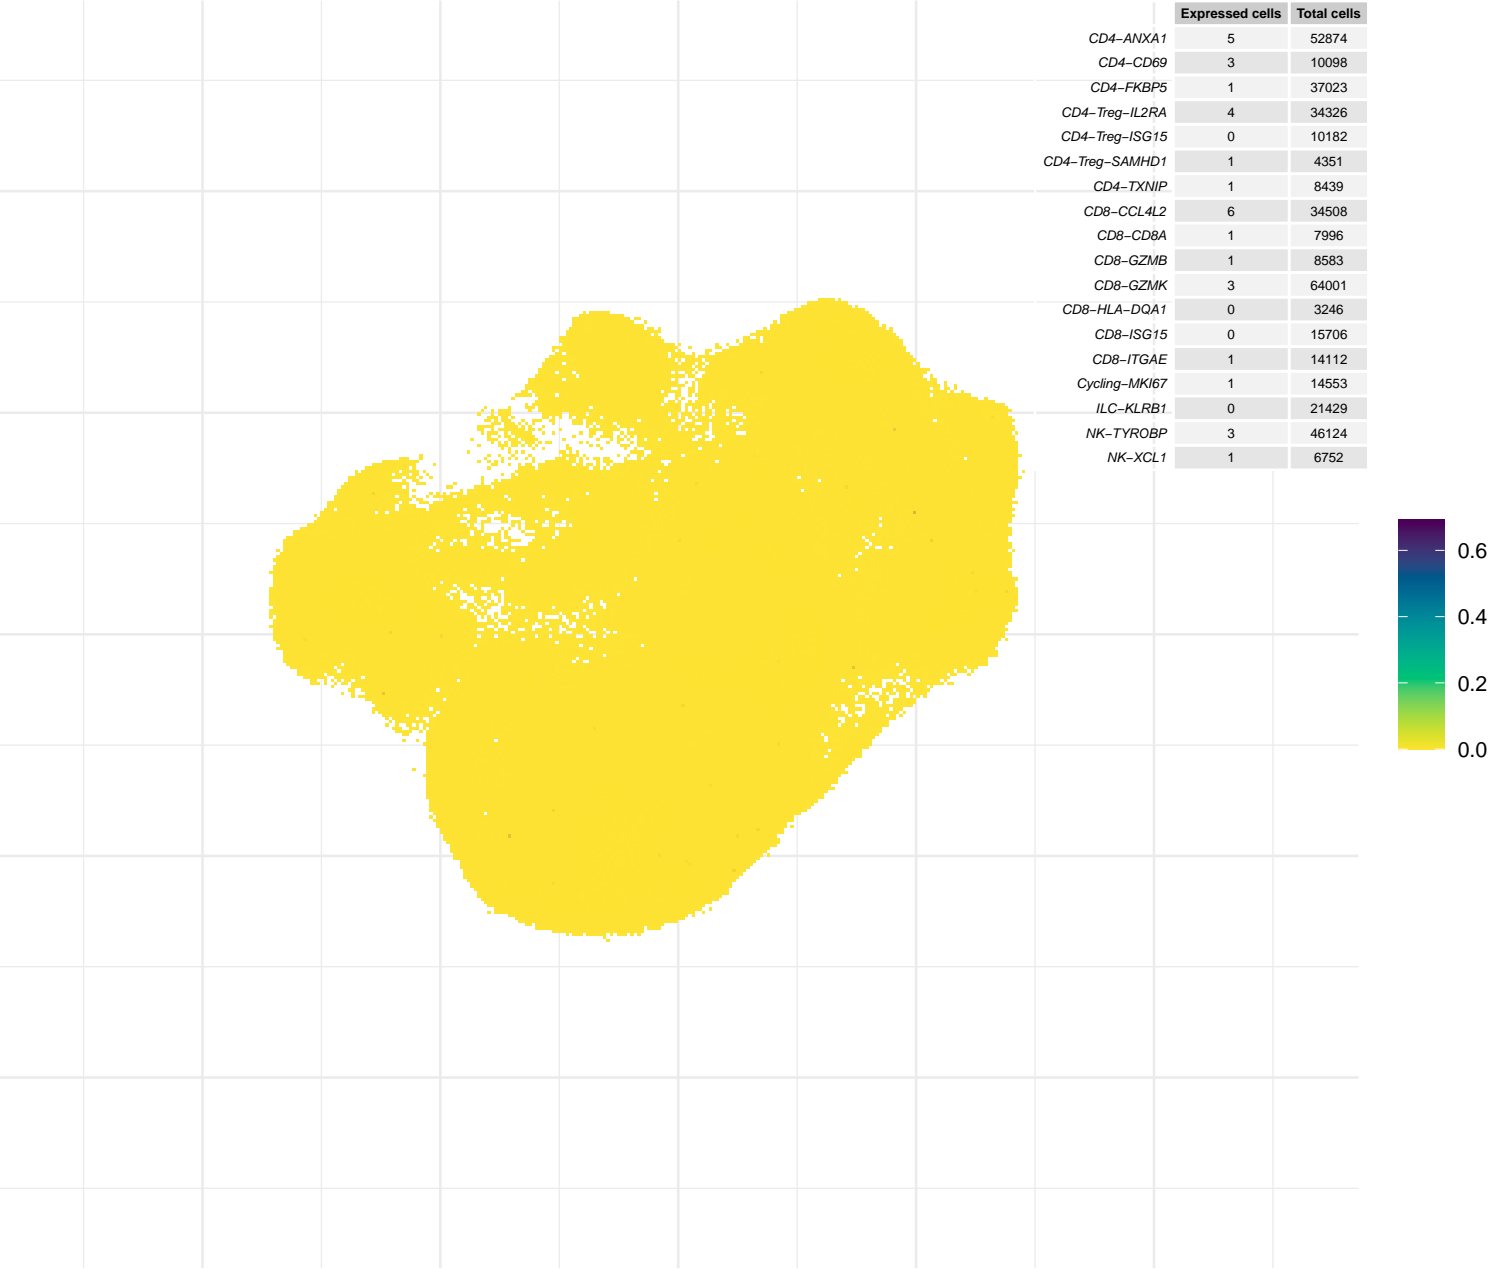 Expressed cells Total cells
CD4−ANXA1 5 52874
CD4−CD69 3 10098
CD4−FKBP5 1 37023
CD4−Treg−IL2RA 4 34326
CD4−Treg−ISG15 0 10182
CD4−Treg−SAMHD1 1 4351
CD4−TXNIP 1 8439
CD8−CCL4L2 6 34508
CD8−CD8A 1 7996
CD8−GZMB 1 8583
CD8−GZMK 3 64001
CD8−HLA−DQA1 0 3246
CD8−ISG15 0 15706
CD8−ITGAE 1 14112
Cycling−MKI67 1 14553
ILC−KLRB1 0 21429
NK−TYROBP 3 46124
NK−XCL1 1 6752
0.6
0.4
0.2
0.0